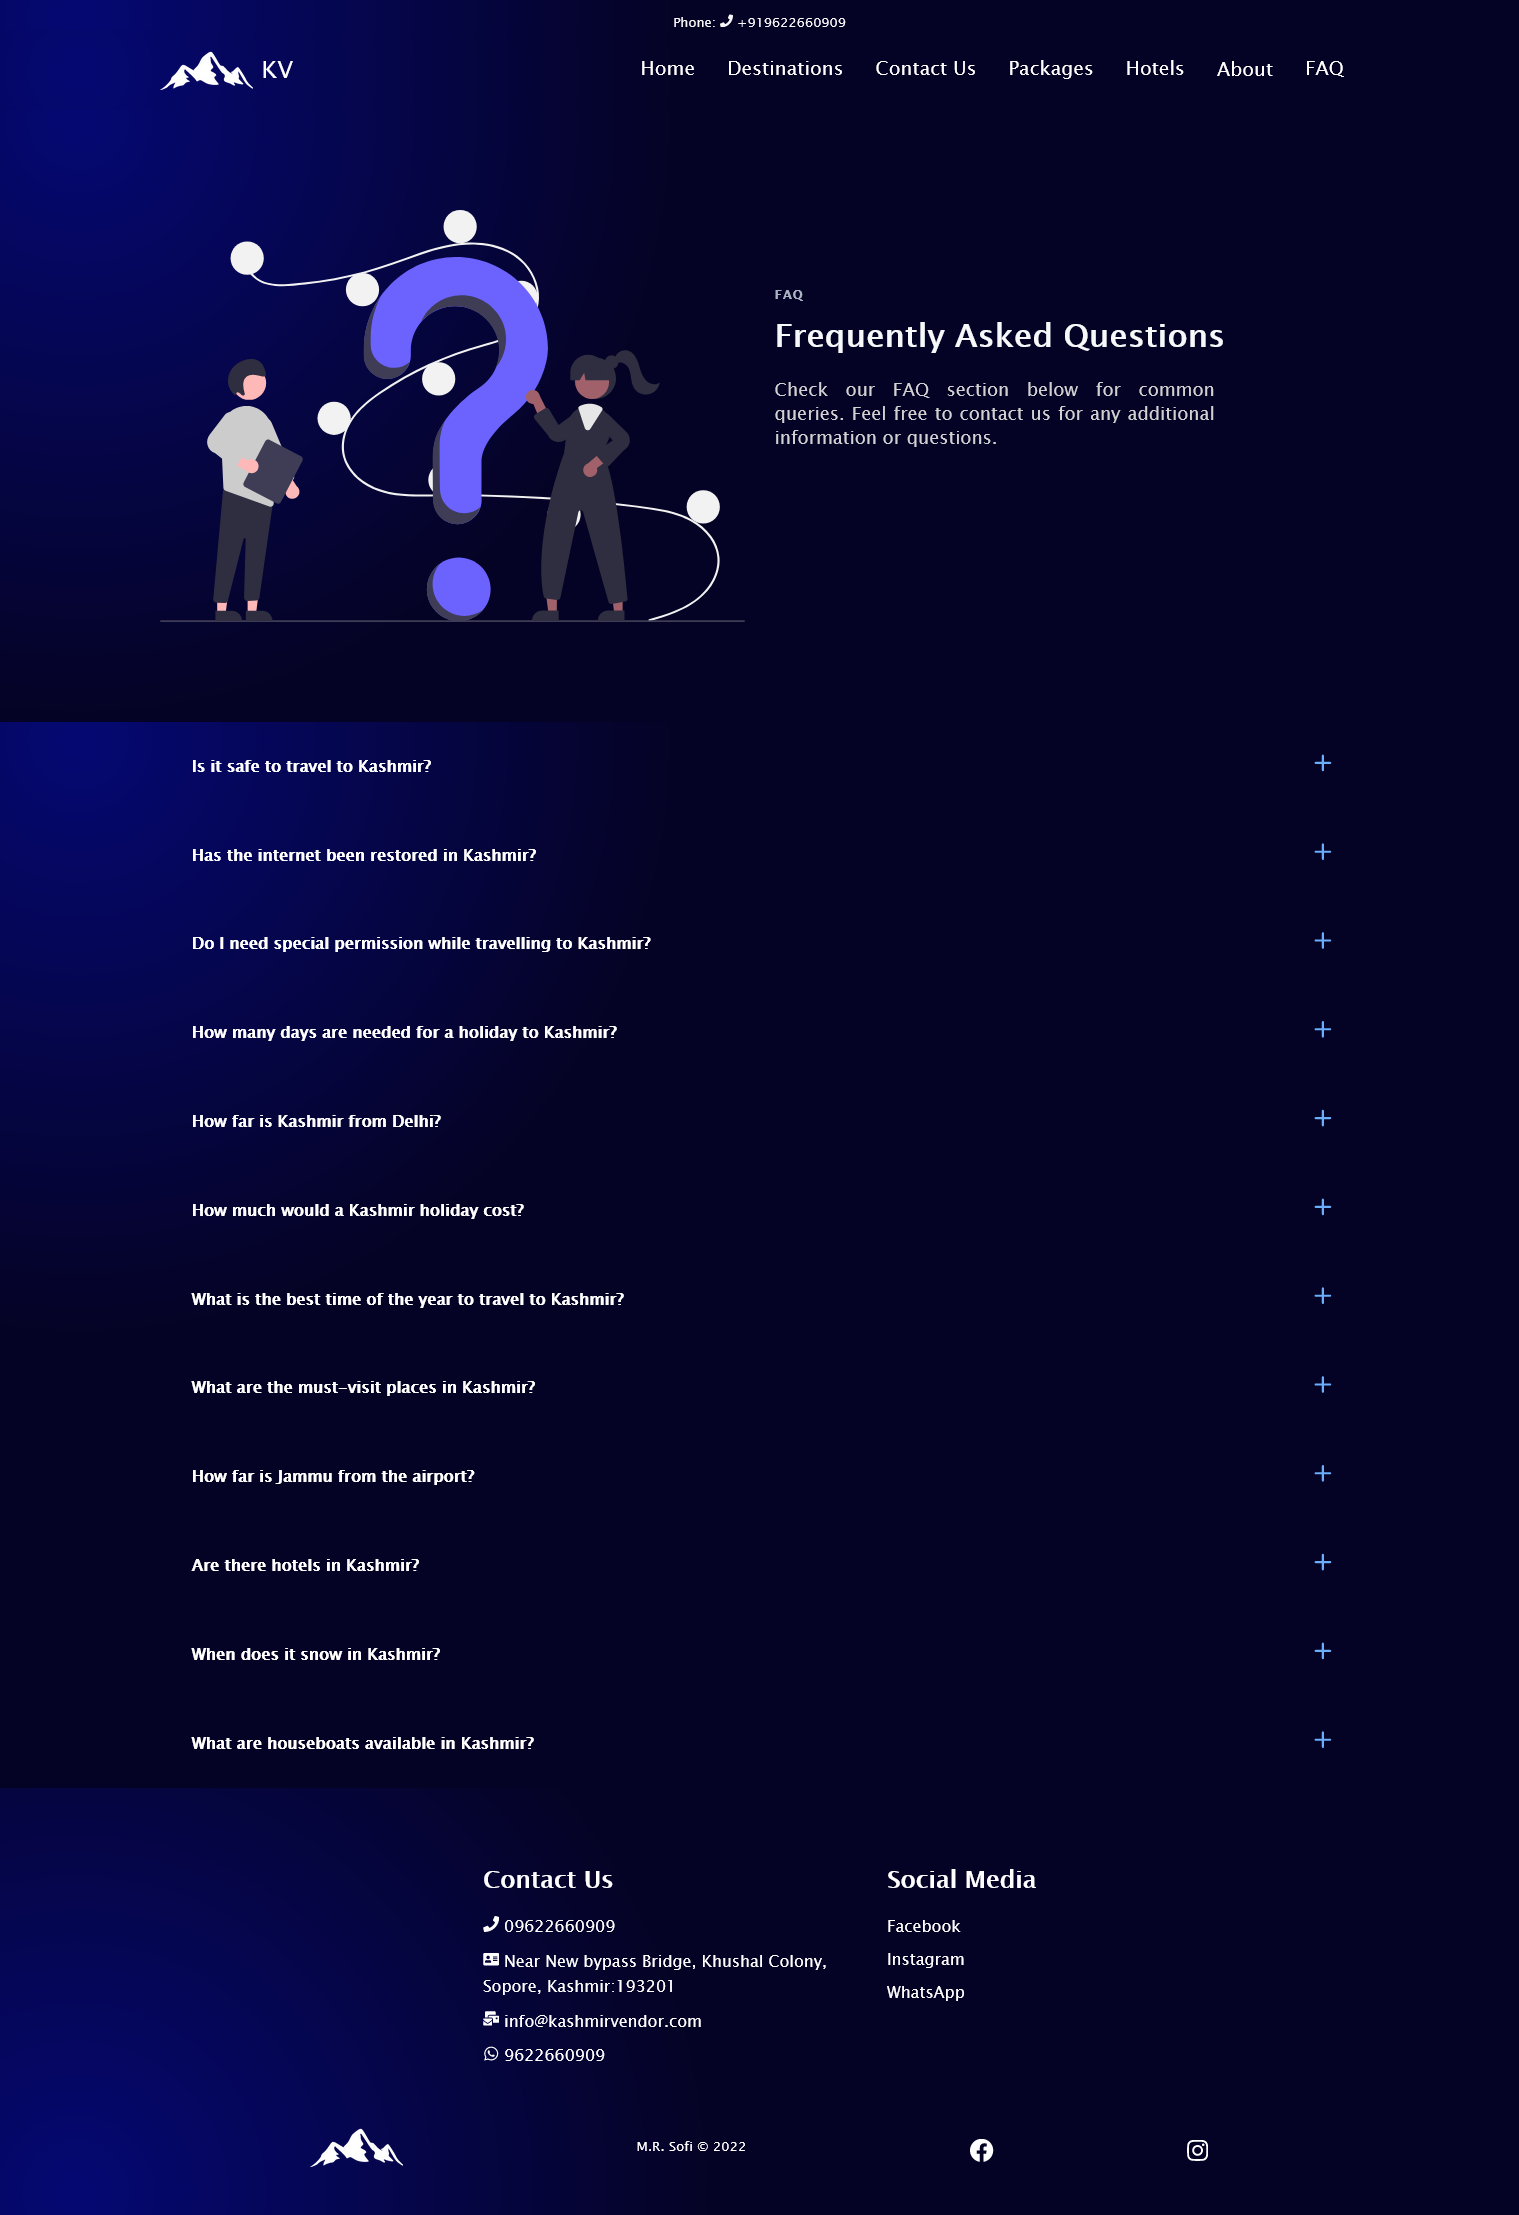 Phone: +919622660909
KV
Home Destinations Contact Us Packages Hotels About FAQ
FAQ
Frequently Asked Questions
Check our FAQ section below for common
queries. Feel free to contact us for any additional
information or questions.
Is it safe to travel to Kashmir?
Has the internet been restored in Kashmir?
Do I need special permission while travelling to Kashmir?
How many days are needed for a holiday to Kashmir?
How far is Kashmir from Delhi?
How much would a Kashmir holiday cost?
What is the best time of the year to travel to Kashmir?
What are the must-visit places in Kashmir?
How far is Jammu from the airport?
Are there hotels in Kashmir?
When does it snow in Kashmir?
What are houseboats available in Kashmir?
Contact Us
09622660909
Near New bypass Bridge, Khushal Colony,
Sopore, Kashmir:193201
info@kashmirvendor.com
9622660909
Social Media
Facebook
Instagram
WhatsApp
M.R. Sofi © 2022